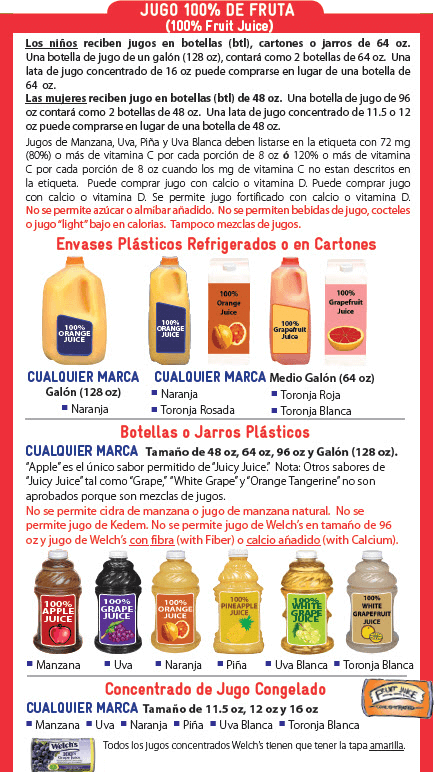 JUGO 100% DE FRUTA
(100% Fruit Juice)
Los niños reciben jugos en botellas (btl), cartones o jarros de 64 oz.
Una botella de jugo de un galón (128 oz), contará como 2 botellas de 64 oz. Una
lata de jugo concentrado de 16 oz puede comprarse en lugar de una botella de
64 oz.
Las mujeres reciben jugo en botellas (btl) de 48 oz. Una botella de jugo de 96
oz contará como 2 botellas de 48 oz. Una lata de jugo concentrado de 11.5 o 12
oz puede comprarse en lugar de una botella de 48 oz.
Jugos de Manzana, Uva, Piña y Uva Blanca deben listarse en la etiqueta con 72 mg
(80%) o más de vitamina C por cada porción de 8 oz ó 120% o más de vitamina
C por cada porción de 8 oz cuando los mg de vitamina C no estan descritos en
la etiqueta. Puede comprar jugo con calcio o vitamina D. Puede comprar jugo
con calcio o vitamina D. Se permite jugo fortificado con calcio o vitamina D.
No se permite azúcar o almibar añadido. No se permiten bebidas de jugo, cocteles
o jugo "light" bajo en calorias. Tampoco mezclas de jugos.
Envases Plásticos Refrigerados o en Cartones
100%
ORANGE
JUICE
100%
ORANGE
JUICE
100%
Orange
Juice
100%
Grapefruit
Juice
100%
Grapefruit
Juice
CUALQUIER MARCA
Galón (128 oz)
■ Naranja
CUALQUIER MARCA Medio Galón (64 oz)
■ Naranja
■ Toronja Rosada
■ Toronja Roja
■ Toronja Blanca
Botellas o Jarros Plásticos
CUALQUIER MARCA Tamaño de 48 oz, 64 oz, 96 oz y Galón (128 oz).
"Apple" es el único sabor permitido de "Juicy Juice." Nota: Otros sabores de
"Juicy Juice" tal como "Grape," "White Grape" y "Orange Tangerine" no son
aprobados porque son mezclas de jugos.
No se permite cidra de manzana o jugo de manzana natural. No se
permite jugo de Kedem. No se permite jugo de Welch's en tamaño de 96
oz y jugo de Welch's con fibra (with Fiber) o calcio añadido (with Calcium).
100%
APPLE
JUICE
100%
GRAPE
JUICE
100%
ORANGE
JUICE
100%
PINEAPPLE
JUICE
100%
WHITE
GRAPE
JUICE
100%
WHITE
GRAPEFRUIT
JUICE
■ Manzana ■ Uva ■ Naranja ■ Piña ■ Uva Blanca ■ Toronja Blanca
Concentrado de Jugo Congelado
CUALQUIER MARCA Tamaño de 11.5 oz, 12 oz y 16 oz
■ Manzana ■ Uva ■ Naranja ■ Piña ■ Uva Blanca ■ Toronja Blanca
FRUIT JUICE
Welch's
100%
Grape Juice
Todos los jugos concentrados Welch's tienen que tener la tapa amarilla.